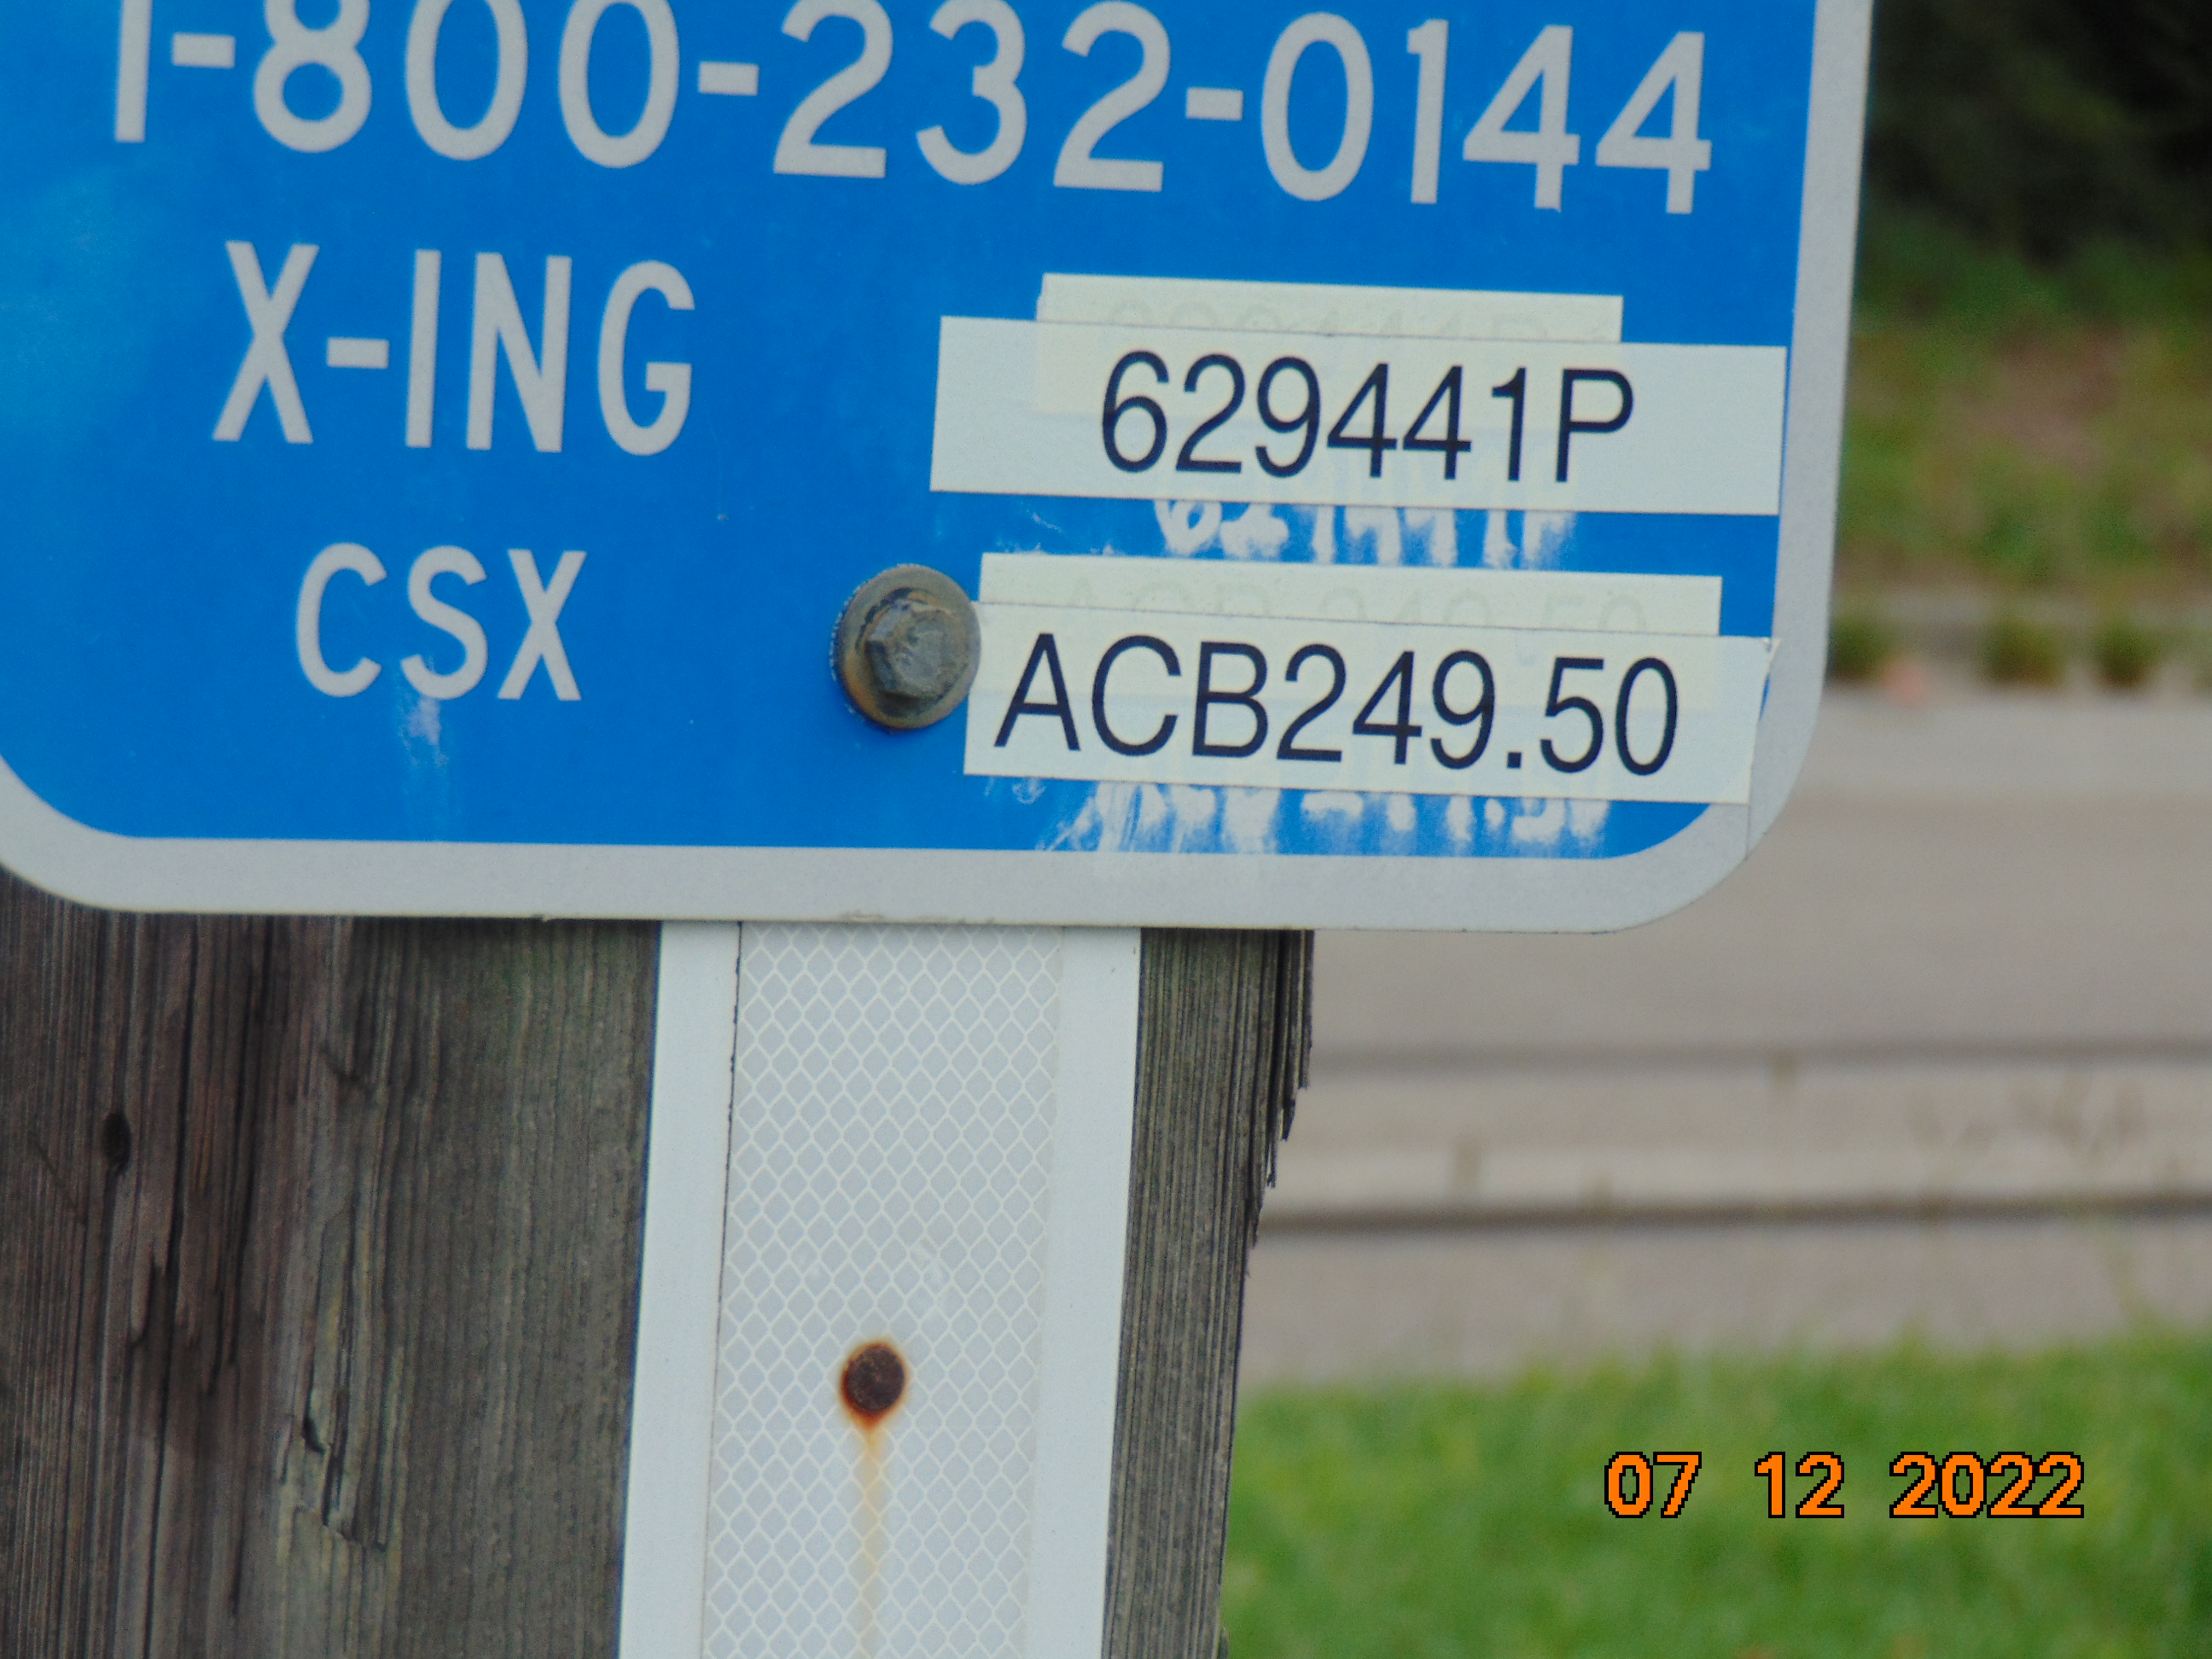 1-800-232-0144
X-ING 629441P
CSX ACB249.50
07 12 2022